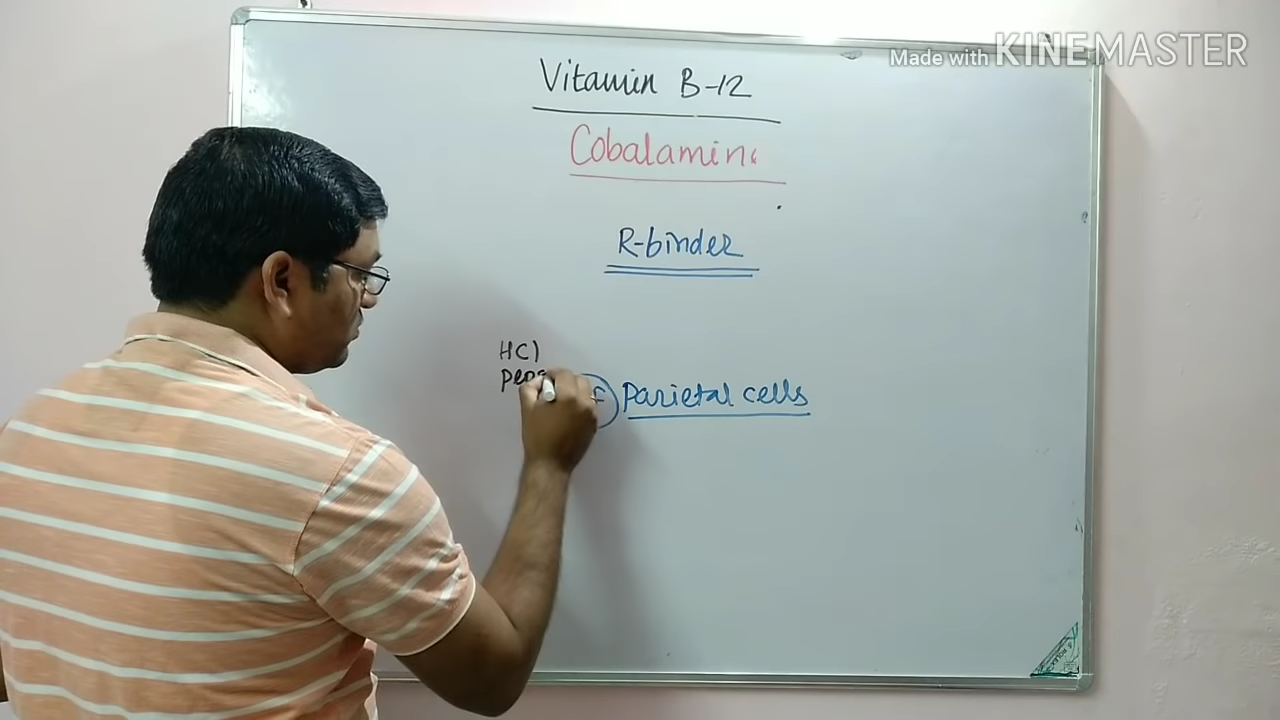 Made with KINEMASTER
Vitamin B-12
Cobalamin
R-binder
HCl
Parietal cells